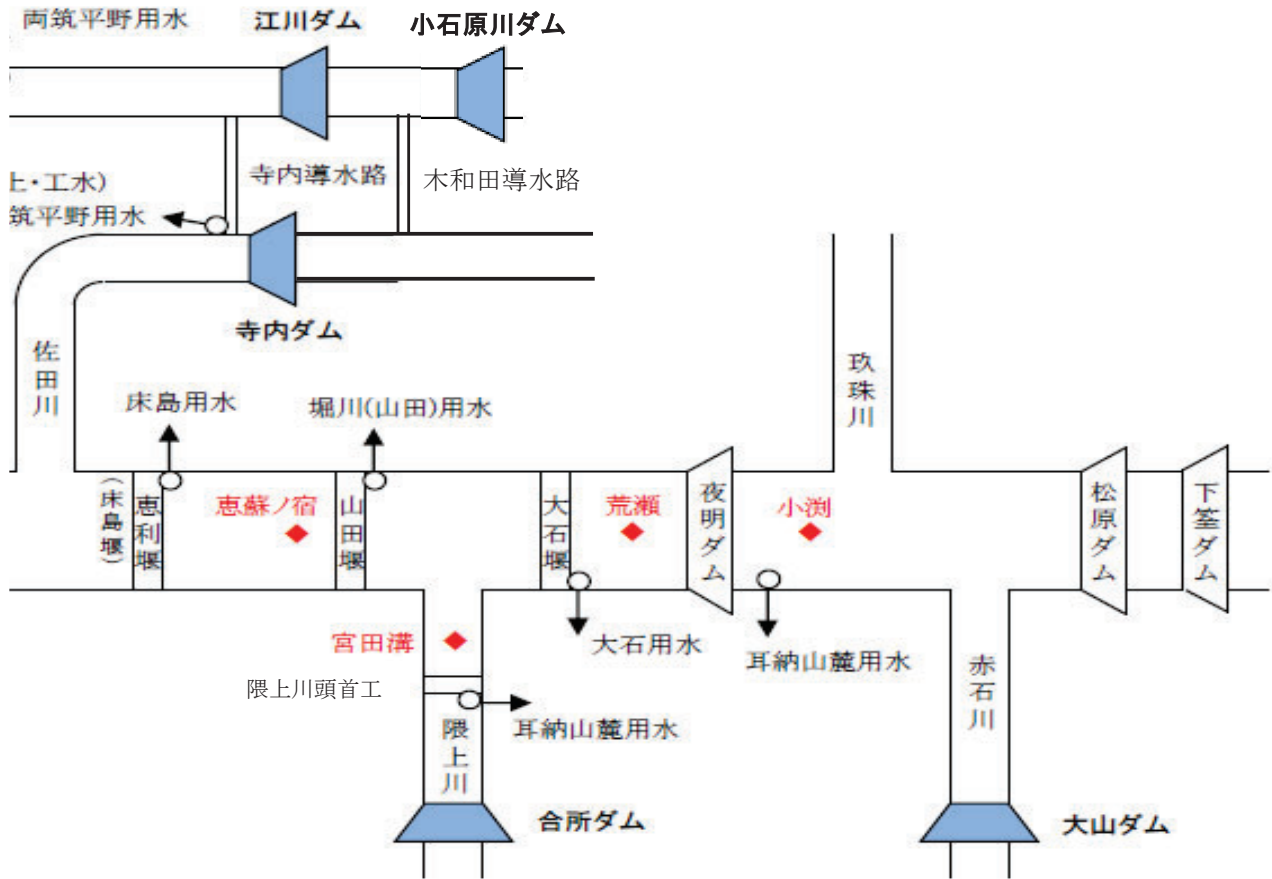 両筑平野用水
江川ダム
小石原川ダム
寺内導水路
木和田導水路
上・工水)
筑平野用水
寺内ダム
佐田川
玖珠川
床島用水
堀川(山田)用水
(床島堰)
恵利堰
恵蘇ノ宿
山田堰
大石堰
荒瀬
夜明ダム
小渕
松原ダム
下筌ダム
宮田溝
大石用水
耳納山麓用水
隈上川頭首工
耳納山麓用水
赤石川
隈上川
合所ダム
大山ダム